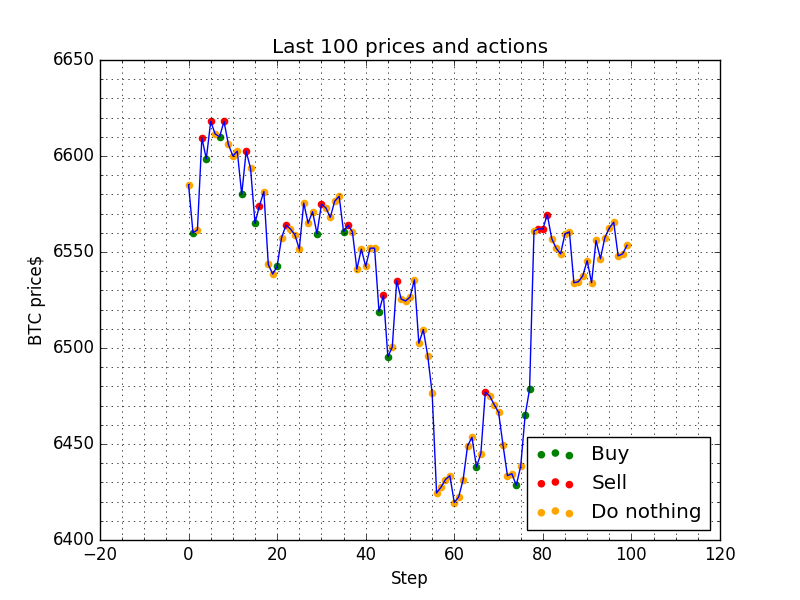 Last 100 prices and actions
6650
6600
6550
6500
6450
6400
BTC price$
Buy
Sell
Do nothing
−20 0 20 40 60 80 100 120
Step